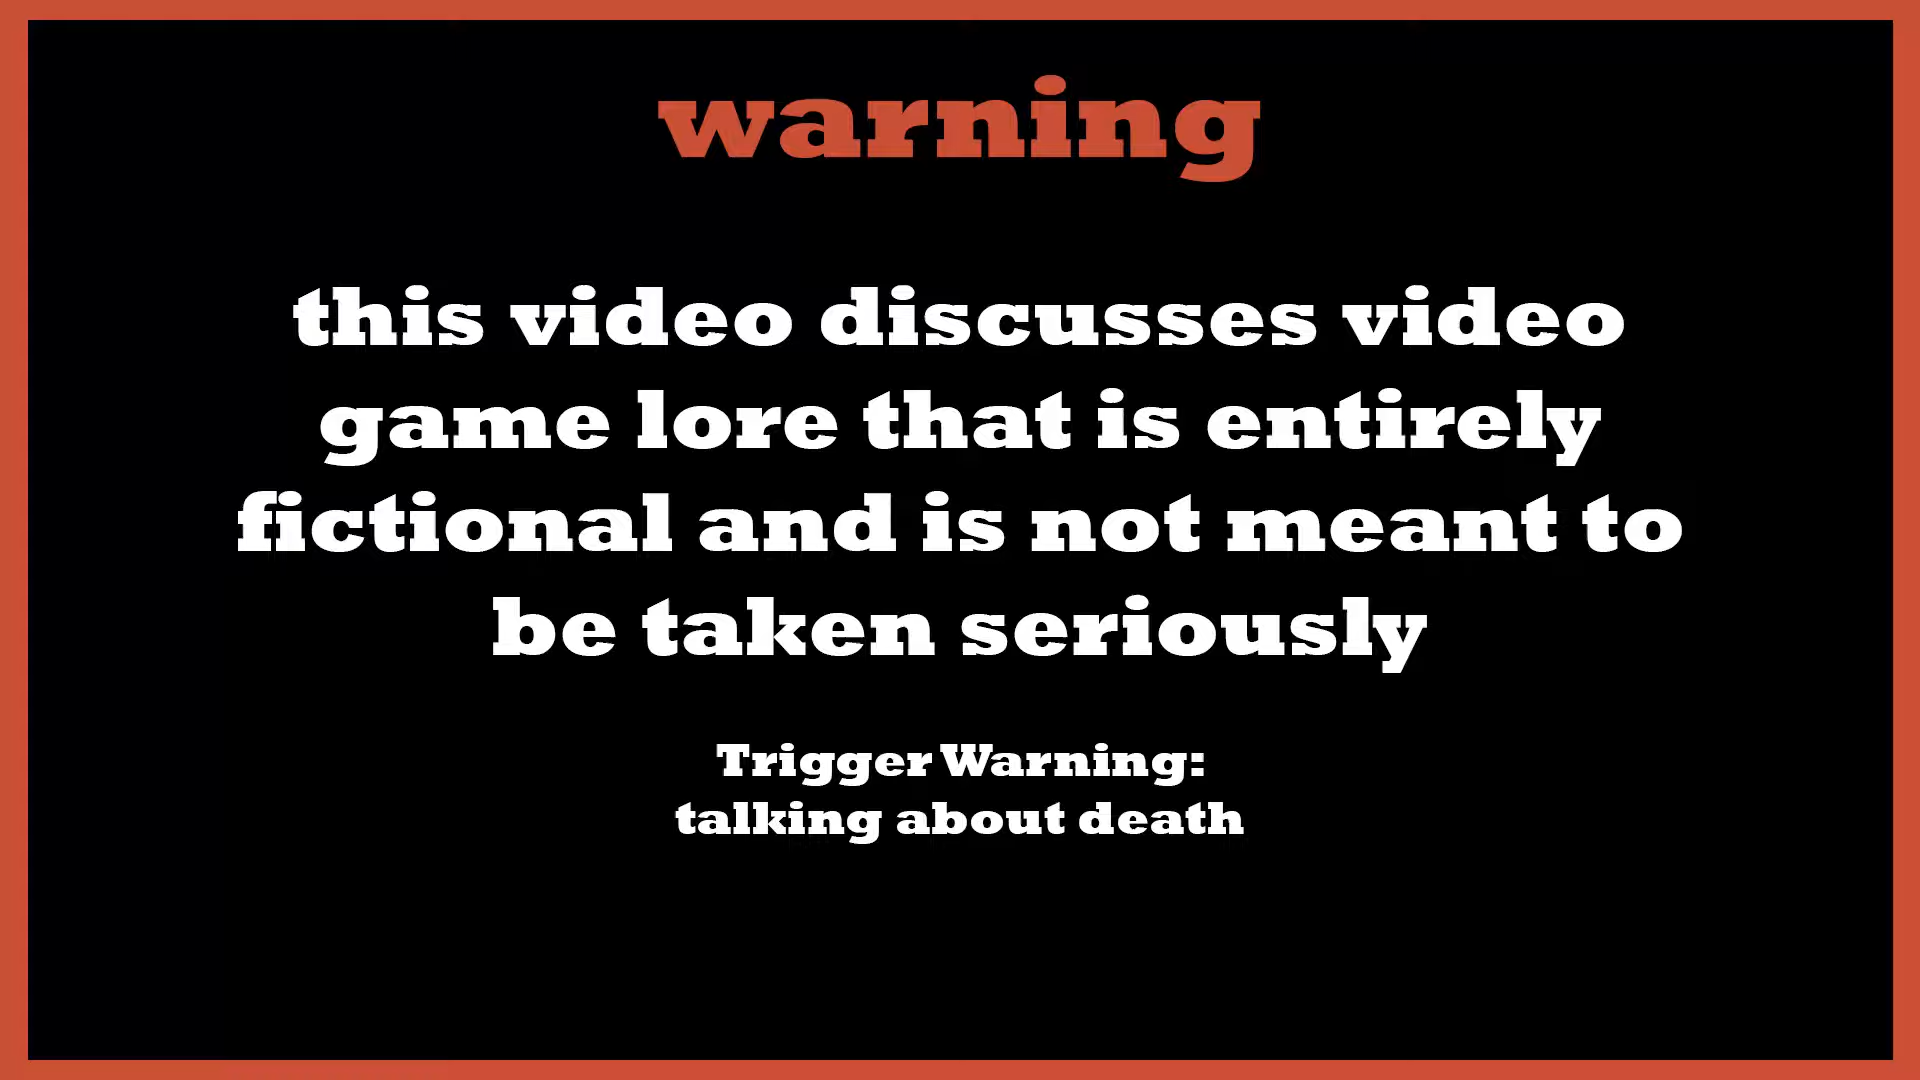 warning
this video discusses video
game lore that is entirely
fictional and is not meant to
be taken seriously
Trigger Warning:
talking about death